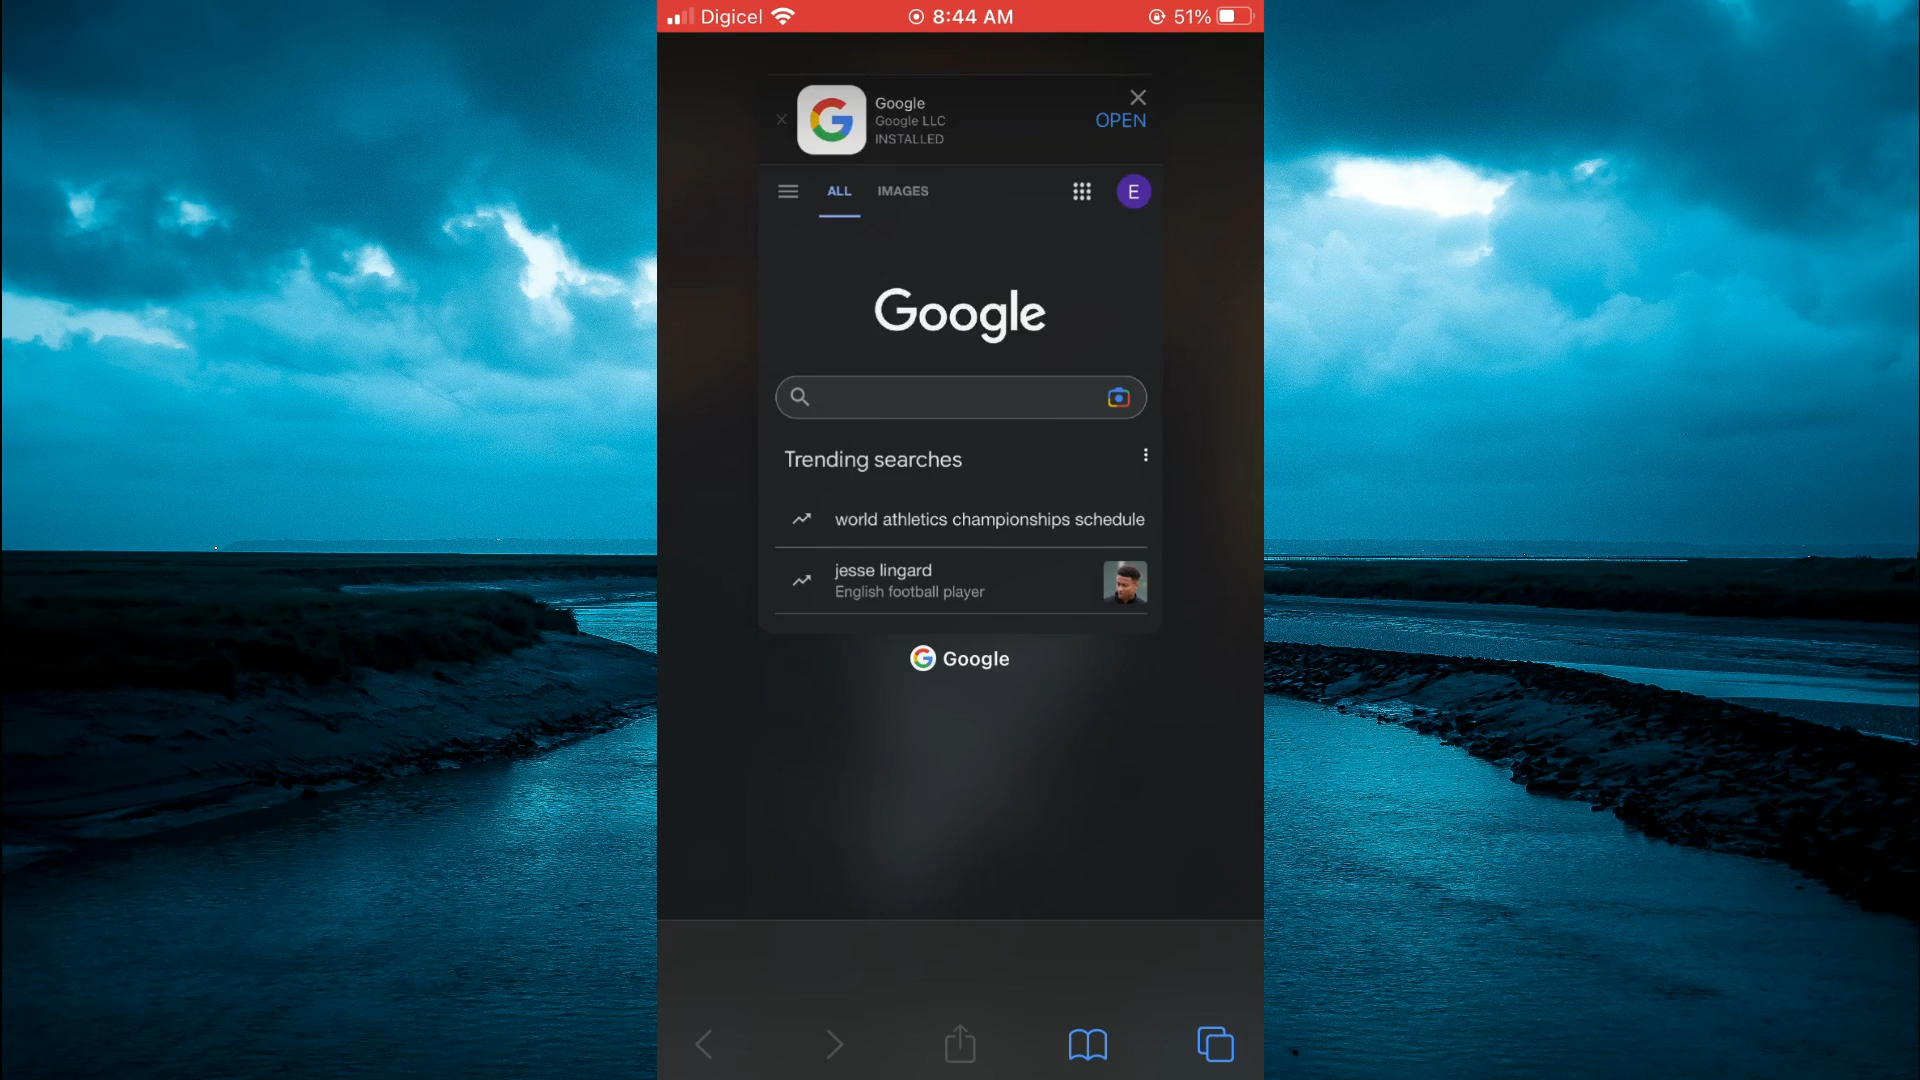 Digicel 8:44 AM 51%
Google
Google LLC
INSTALLED
OPEN
ALL IMAGES
E
Google
Trending searches
world athletics championships schedule
jesse lingard
English football player
Google